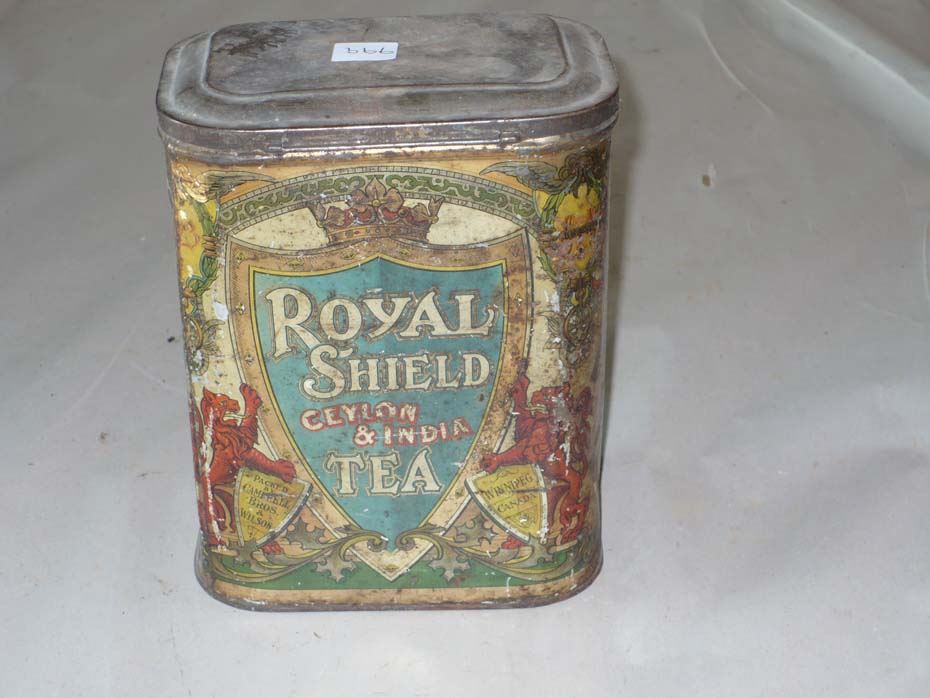 ROYAL
SHIELD
CEYLON
& INDIA
TEA
PACKED
CAMPBELL
BROS.
&
WILSON
WINNIPEG
CANADA